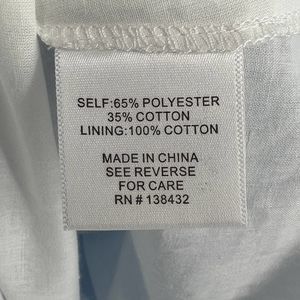 SELF:65% POLYESTER
35% COTTON
LINING:100% COTTON
MADE IN CHINA
SEE REVERSE
FOR CARE
RN # 138432